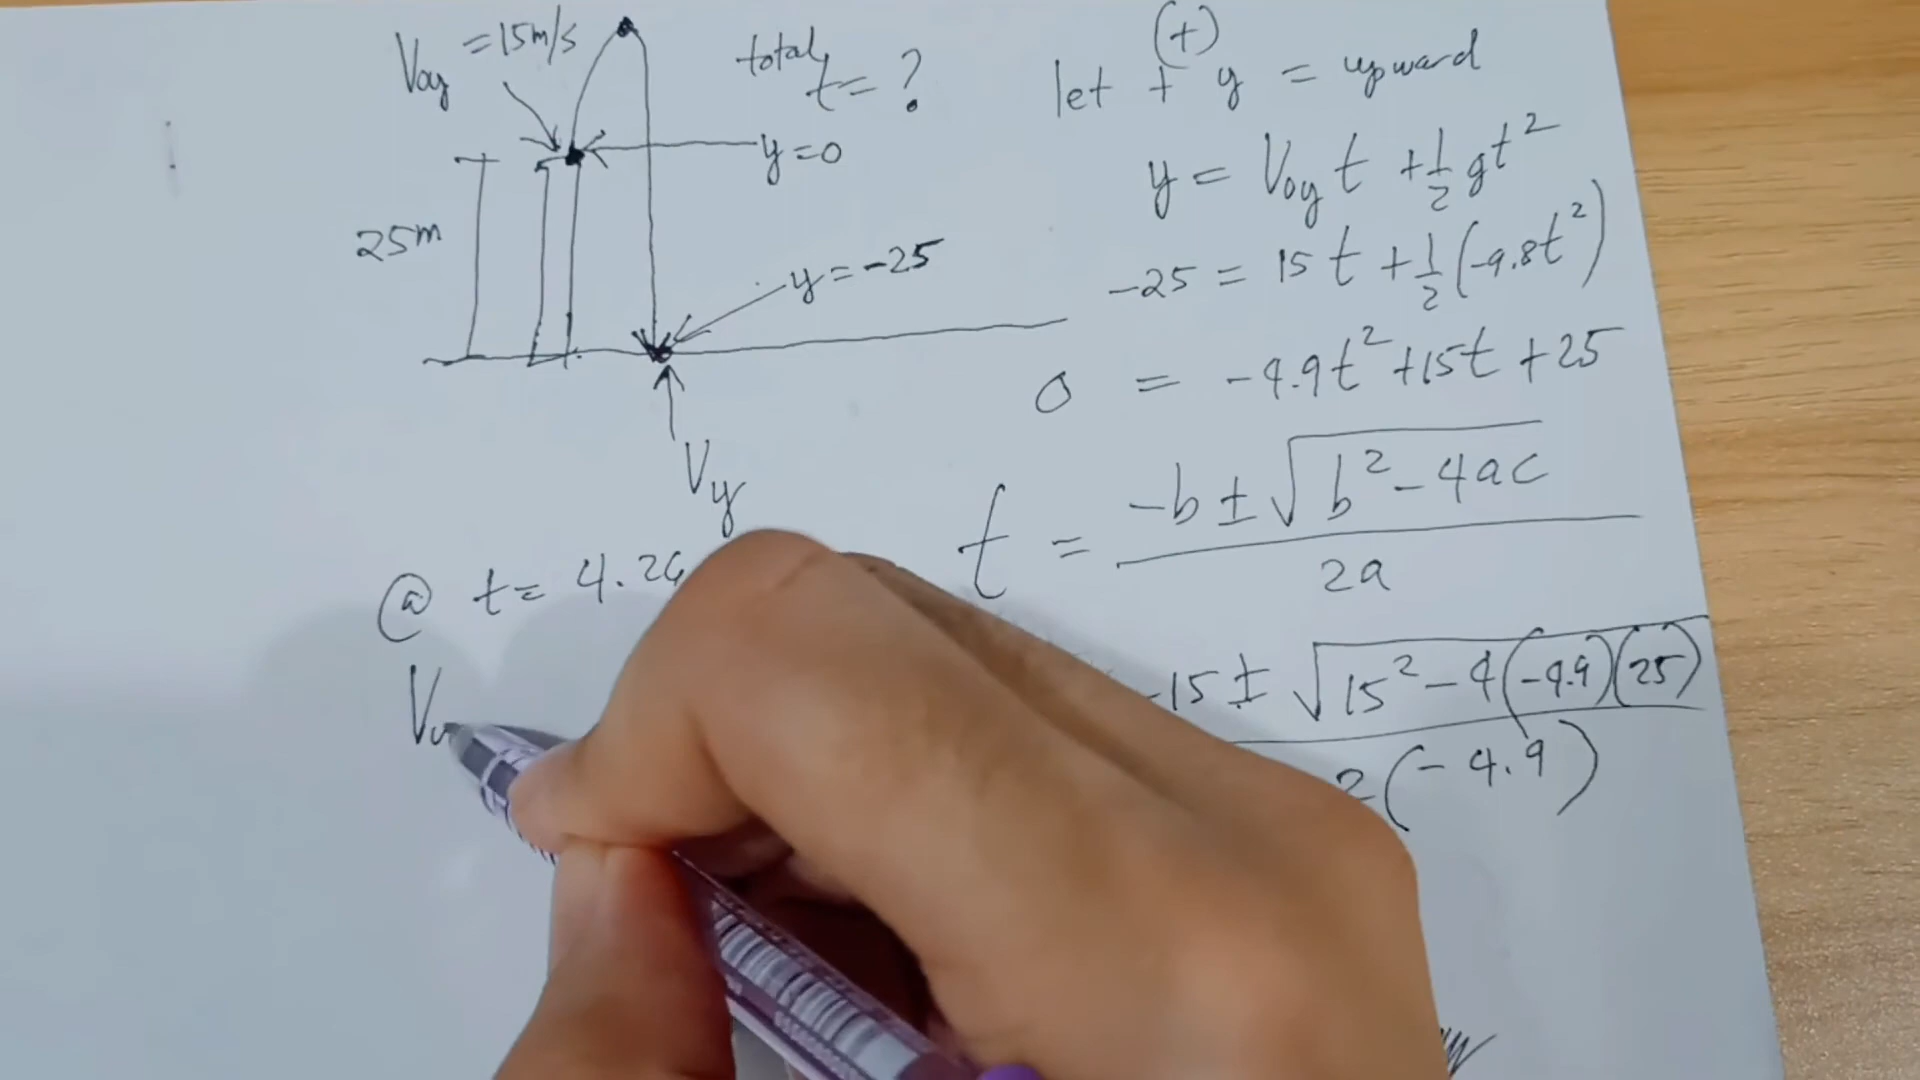 Voy = 15m/s
total t = ?
y = 0
25m
y = -25
Vy
@ t = 4.26
(+)
let + y = upward
y = Voy t + 1/2 gt²
-25 = 15t + 1/2 (-9.8t²)
0 = -4.9t² + 15t + 25
t = -b ± √b² - 4ac / 2a
-15 ± √15² - 4(-4.9)(25) / 2(-4.9)